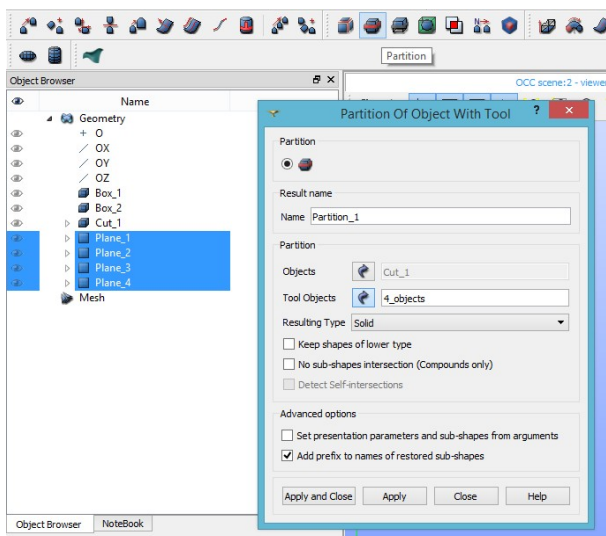 Partition
Object Browser
OCC scene:2 - viewer
Name
Geometry
O
OX
OY
OZ
Box_1
Box_2
Cut_1
Plane_1
Plane_2
Plane_3
Plane_4
Mesh
Object Browser NoteBook
Partition Of Object With Tool ? ×
Partition
Result name
Name Partition_1
Partition
Objects Cut_1
Tool Objects 4_objects
Resulting Type Solid
Keep shapes of lower type
No sub-shapes intersection (Compounds only)
Detect Self-intersections
Advanced options
Set presentation parameters and sub-shapes from arguments
Add prefix to names of restored sub-shapes
Apply and Close Apply Close Help